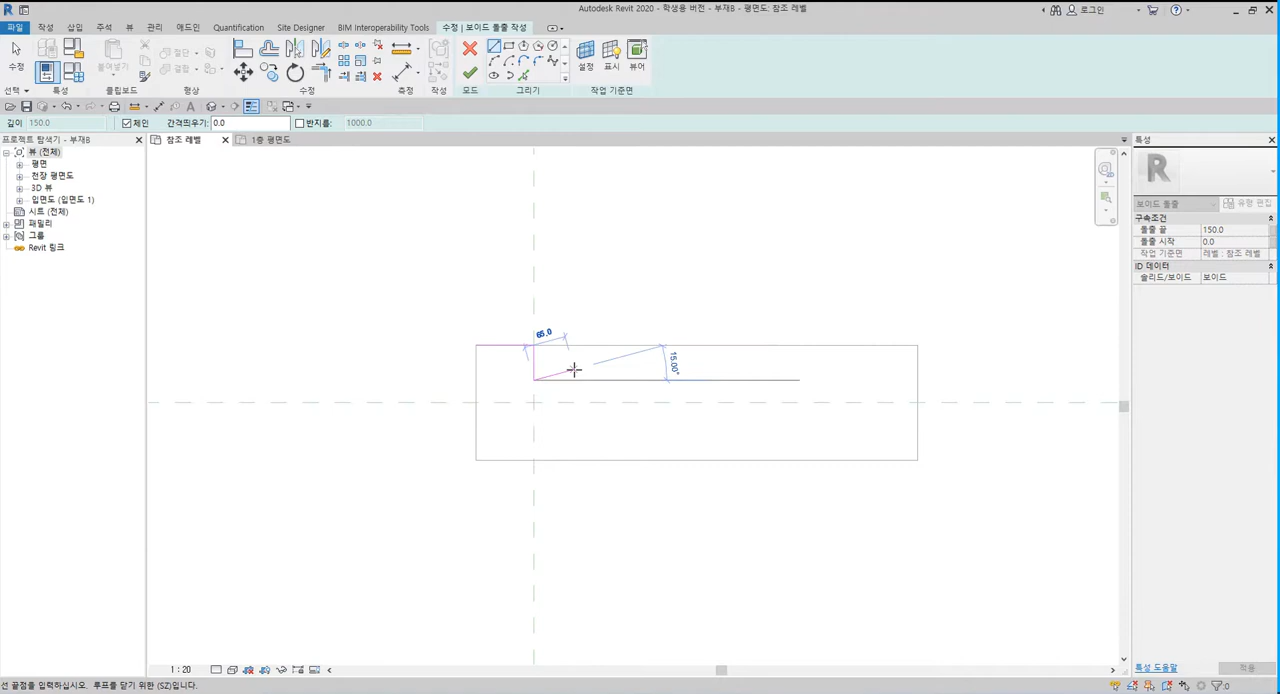 Autodesk Revit 2020 - 학생용 버전 - 부재B - 평면도: 참조 레벨
로그인
파일 작성 삽입 주석 뷰 관리 애드인 Quantification Site Designer BIM Interoperability Tools 수정 | 보이드 돌출 작성
수정 붙여넣기 절단 결합 설정 표시 뷰어
선택 특성 클립보드 형상 수정 측정 작성 모드 그리기 작업 기준면
깊이 150.0 체인 간격띄우기: 0.0 반지름: 1000.0
프로젝트 탐색기 - 부재B
참조 레벨
1층 평면도
특성
뷰 (전체)
평면
천장 평면도
3D 뷰
입면도 (입면도 1)
시트 (전체)
패밀리
그룹
Revit 링크
R
보이드 돌출
유형 편집
구속조건
돌출 끝 150.0
돌출 시작 0.0
작업 기준면 레벨 : 참조 레벨
ID 데이터
솔리드/보이드 보이드
65.0
15.00°
1 : 20
특성 도움말
적용
선 끝점을 입력하십시오. 루프를 닫기 위한 (SZ)입니다.
:0